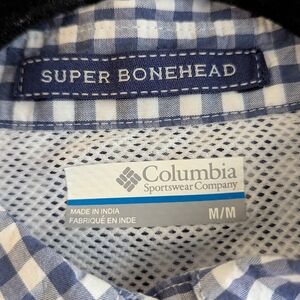 SUPER BONEHEAD
Columbia
Sportswear Company
MADE IN INDIA
FABRIQUÉ EN INDE
M/M